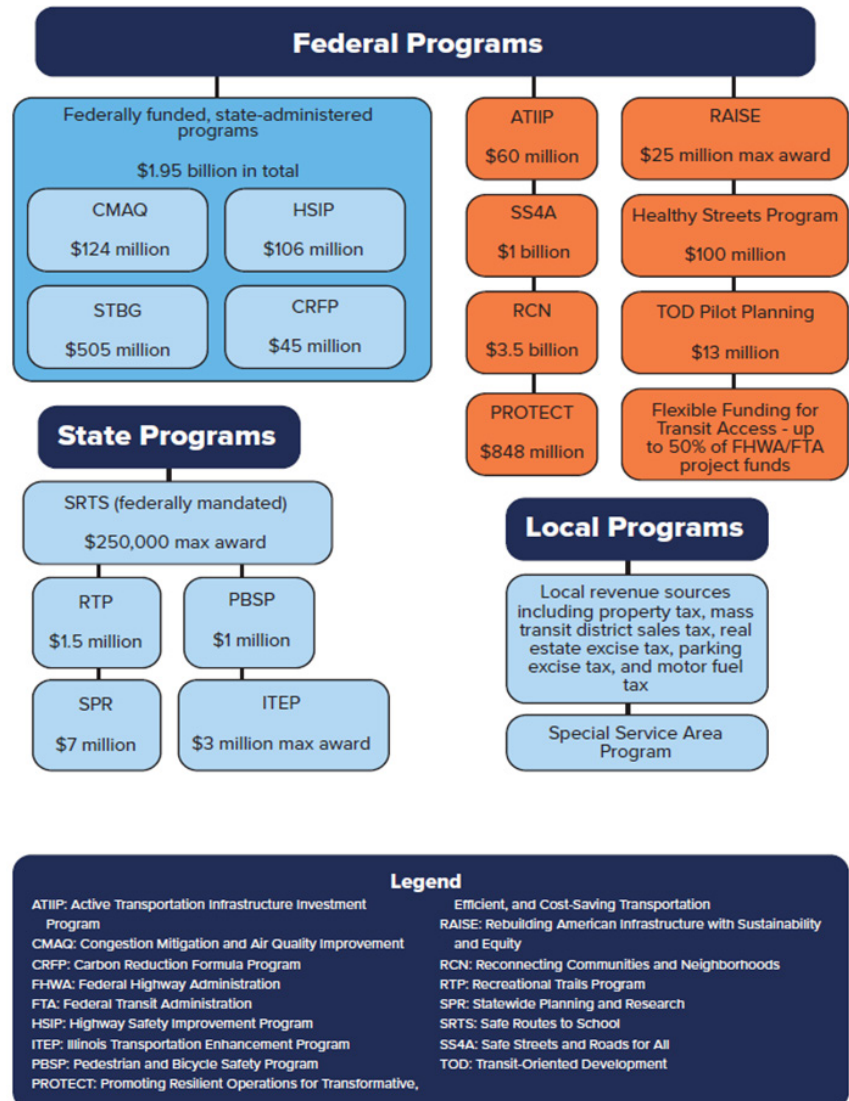 Federal Programs
Federally funded, state-administered
programs
$1.95 billion in total
CMAQ
$124 million
HSIP
$106 million
STBG
$505 million
CRFP
$45 million
ATIIP
$60 million
SS4A
$1 billion
RCN
$3.5 billion
PROTECT
$848 million
RAISE
$25 million max award
Healthy Streets Program
$100 million
TOD Pilot Planning
$13 million
Flexible Funding for
Transit Access - up
to 50% of FHWA/FTA
project funds
State Programs
SRTS (federally mandated)
$250,000 max award
RTP
$1.5 million
PBSP
$1 million
SPR
$7 million
ITEP
$3 million max award
Local Programs
Local revenue sources
including property tax, mass
transit district sales tax, real
estate excise tax, parking
excise tax, and motor fuel
tax
Special Service Area
Program
Legend
ATIIP: Active Transportation Infrastructure Investment
Program
CMAQ: Congestion Mitigation and Air Quality Improvement
CRFP: Carbon Reduction Formula Program
FHWA: Federal Highway Administration
FTA: Federal Transit Administration
HSIP: Highway Safety Improvement Program
ITEP: Illinois Transportation Enhancement Program
PBSP: Pedestrian and Bicycle Safety Program
PROTECT: Promoting Resilient Operations for Transformative,
Efficient, and Cost-Saving Transportation
RAISE: Rebuilding American Infrastructure with Sustainability
and Equity
RCN: Reconnecting Communities and Neighborhoods
RTP: Recreational Trails Program
SPR: Statewide Planning and Research
SRTS: Safe Routes to School
SS4A: Safe Streets and Roads for All
TOD: Transit-Oriented Development